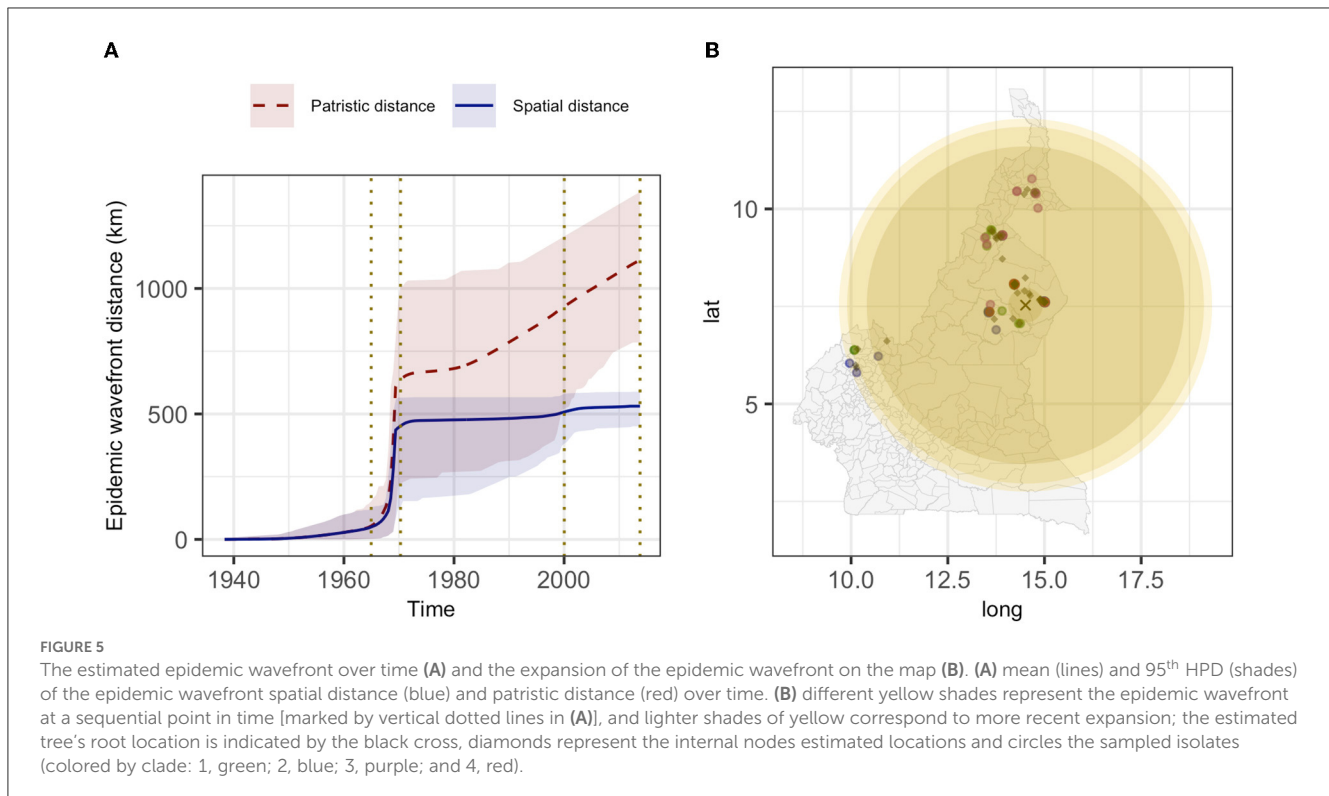 A
B
Patristic distance
Spatial distance
Epidemic wavefront distance (km)
1000
500
0
1940
1960
1980
2000
Time
lat
10
5
10.0
12.5
15.0
17.5
long
FIGURE 5
The estimated epidemic wavefront over time (A) and the expansion of the epidemic wavefront on the map (B). (A) mean (lines) and 95th HPD (shades)
of the epidemic wavefront spatial distance (blue) and patristic distance (red) over time. (B) different yellow shades represent the epidemic wavefront
at a sequential point in time [marked by vertical dotted lines in (A)], and lighter shades of yellow correspond to more recent expansion; the estimated
tree's root location is indicated by the black cross, diamonds represent the internal nodes estimated locations and circles the sampled isolates
(colored by clade: 1, green; 2, blue; 3, purple; and 4, red).